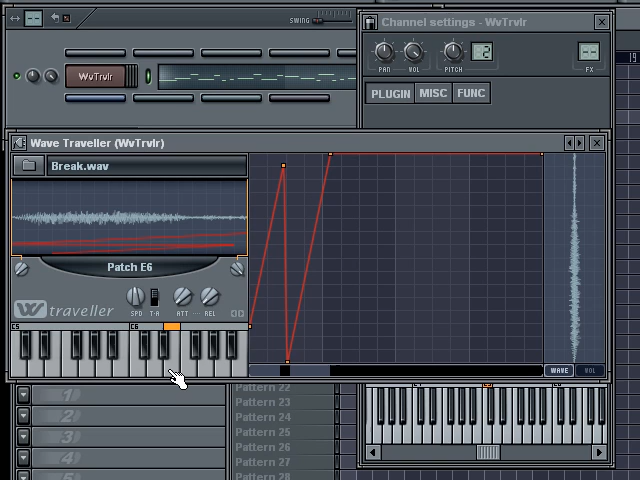 SWING
Channel settings - WvTrvlr
PAN VOL PITCH 2 FX
WvTrvlr
PLUGIN MISC FUNC
19
Wave Traveller (WvTrvlr)
Break.wav
Patch E6
W traveller
SPD T-A ATT REL
C5 C6
WAVE VOL
1
2
3
4
Pattern 22
Pattern 23
Pattern 24
Pattern 25
Pattern 26
Pattern 27
Pattern 28